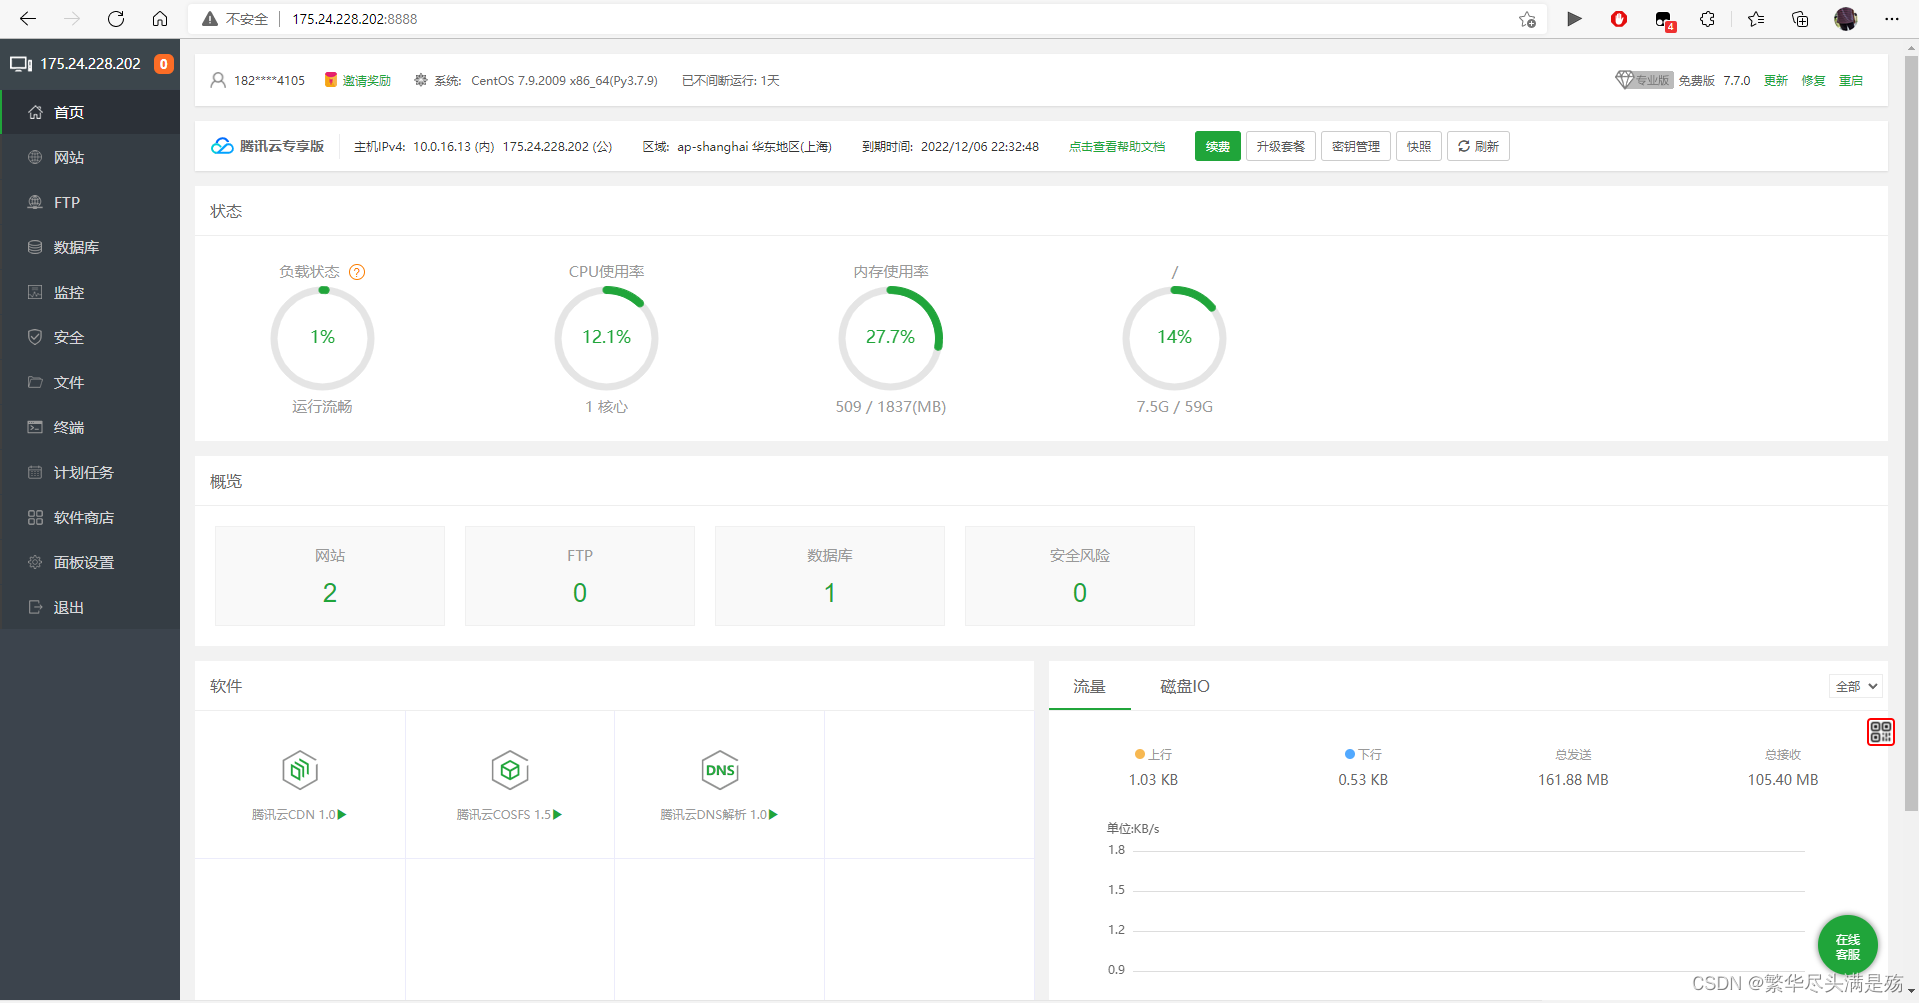 不安全 175.24.228.202:8888
4
175.24.228.202 0
首页
网站
FTP
数据库
监控
安全
文件
终端
计划任务
软件商店
面板设置
退出
182****4105 邀请奖励 系统: CentOS 7.9.2009 x86_64(Py3.7.9) 已不间断运行: 1天 专业版 免费版 7.7.0 更新 修复 重启
腾讯云专享版 主机IPv4: 10.0.16.13 (内) 175.24.228.202 (公) 区域: ap-shanghai 华东地区(上海) 到期时间: 2022/12/06 22:32:48 点击查看帮助文档 续费 升级套餐 密钥管理 快照 刷新
状态
负载状态 ? CPU使用率 内存使用率 /
1% 12.1% 27.7% 14%
运行流畅 1 核心 509 / 1837(MB) 7.5G / 59G
概览
网站 FTP 数据库 安全风险
2 0 1 0
软件
DNS
腾讯云CDN 1.0 腾讯云COSFS 1.5 腾讯云DNS解析 1.0
流量 磁盘IO 全部
上行 下行 总发送 总接收
1.03 KB 0.53 KB 161.88 MB 105.40 MB
单位:KB/s
1.8
1.5
1.2
0.9
在线
客服
CSDN @繁华尽头满是殇